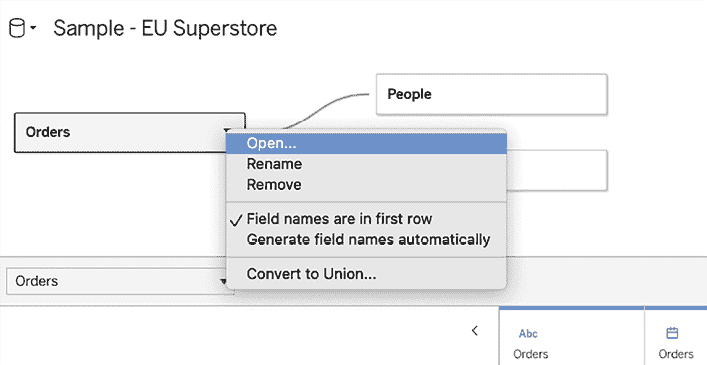 Sample - EU Superstore
People
Orders
Open...
Rename
Remove
Field names are in first row
Generate field names automatically
Convert to Union...
Orders
Abc
Orders
Orders